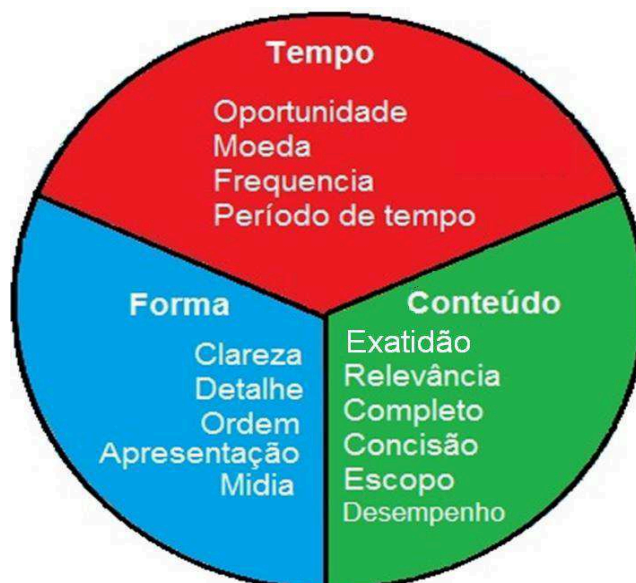 Tempo
Oportunidade
Moeda
Frequencia
Período de tempo
Forma
Clareza
Detalhe
Ordem
Apresentação
Midia
Conteúdo
Exatidão
Relevância
Completo
Concisão
Escopo
Desempenho